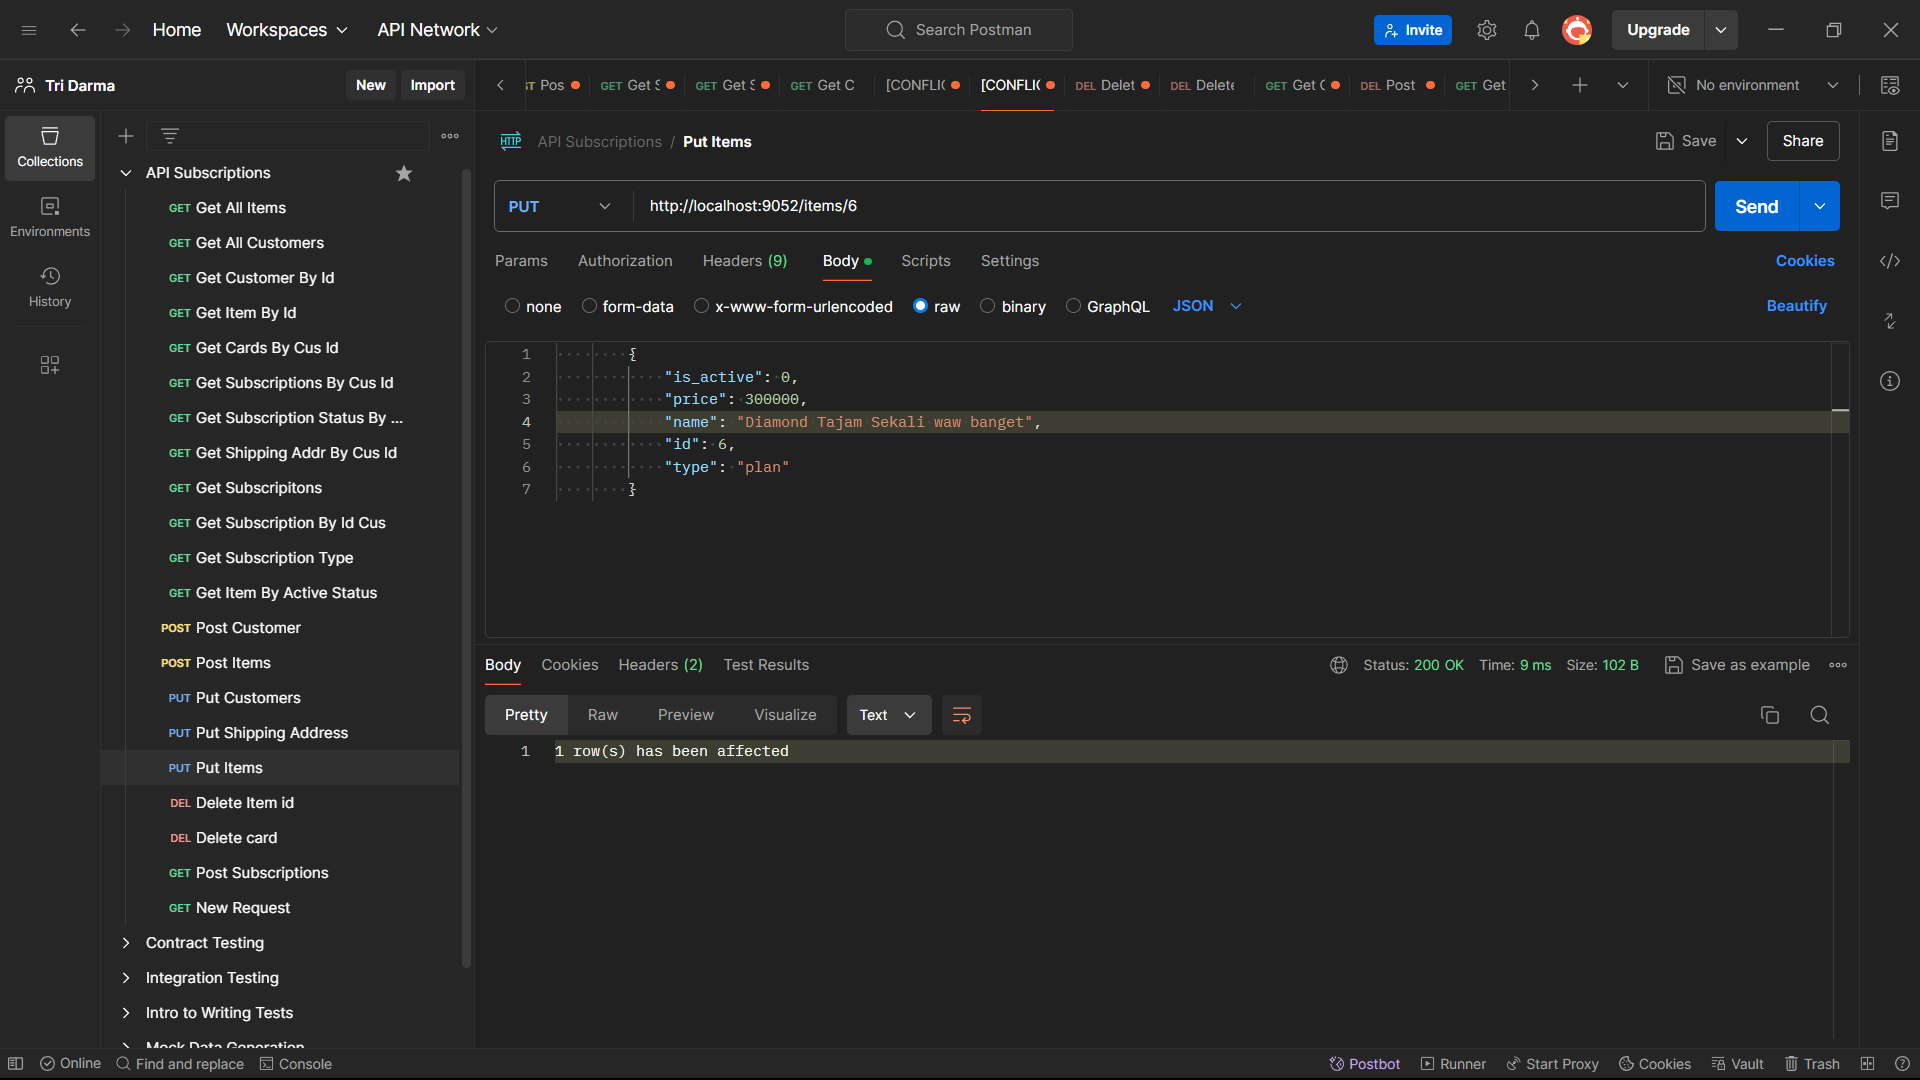 Home Workspaces API Network Search Postman Invite Upgrade
Tri Darma New Import Pos GET Get S GET Get S GET Get C [CONFLIC [CONFLIC DEL Delet DEL Delete GET Get C DEL Post GET Get No environment
Collections
Environments
History
API Subscriptions
GET Get All Items
GET Get All Customers
GET Get Customer By Id
GET Get Item By Id
GET Get Cards By Cus Id
GET Get Subscriptions By Cus Id
GET Get Subscription Status By ...
GET Get Shipping Addr By Cus Id
GET Get Subscripitons
GET Get Subscription By Id Cus
GET Get Subscription Type
GET Get Item By Active Status
POST Post Customer
POST Post Items
PUT Put Customers
PUT Put Shipping Address
PUT Put Items
DEL Delete Item id
DEL Delete card
GET Post Subscriptions
GET New Request
Contract Testing
Integration Testing
Intro to Writing Tests
Mock Data Generation
HTTP API Subscriptions / Put Items Save Share
PUT http://localhost:9052/items/6 Send
Params Authorization Headers (9) Body Scripts Settings Cookies
none form-data x-www-form-urlencoded raw binary GraphQL JSON Beautify
1 {
2 "is_active": 0,
3 "price": 300000,
4 "name": "Diamond Tajam Sekali waw banget",
5 "id": 6,
6 "type": "plan"
7 }
Body Cookies Headers (2) Test Results Status: 200 OK Time: 9 ms Size: 102 B Save as example
Pretty Raw Preview Visualize Text
1 1 row(s) has been affected
Online Find and replace Console Postbot Runner Start Proxy Cookies Vault Trash